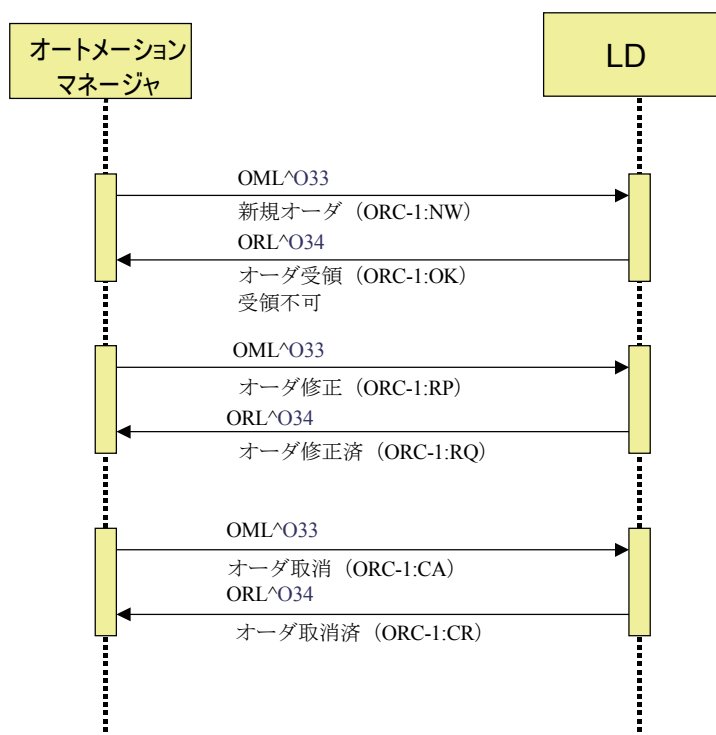 オートメーション
マネージャ
LD
OML^O33
新規オーダ（ORC-1:NW）
ORL^O34
オーダ受領（ORC-1:OK）
受領不可
OML^O33
オーダ修正（ORC-1:RP）
ORL^O34
オーダ修正済（ORC-1:RQ）
OML^O33
オーダ取消（ORC-1:CA）
ORL^O34
オーダ取消済（ORC-1:CR）